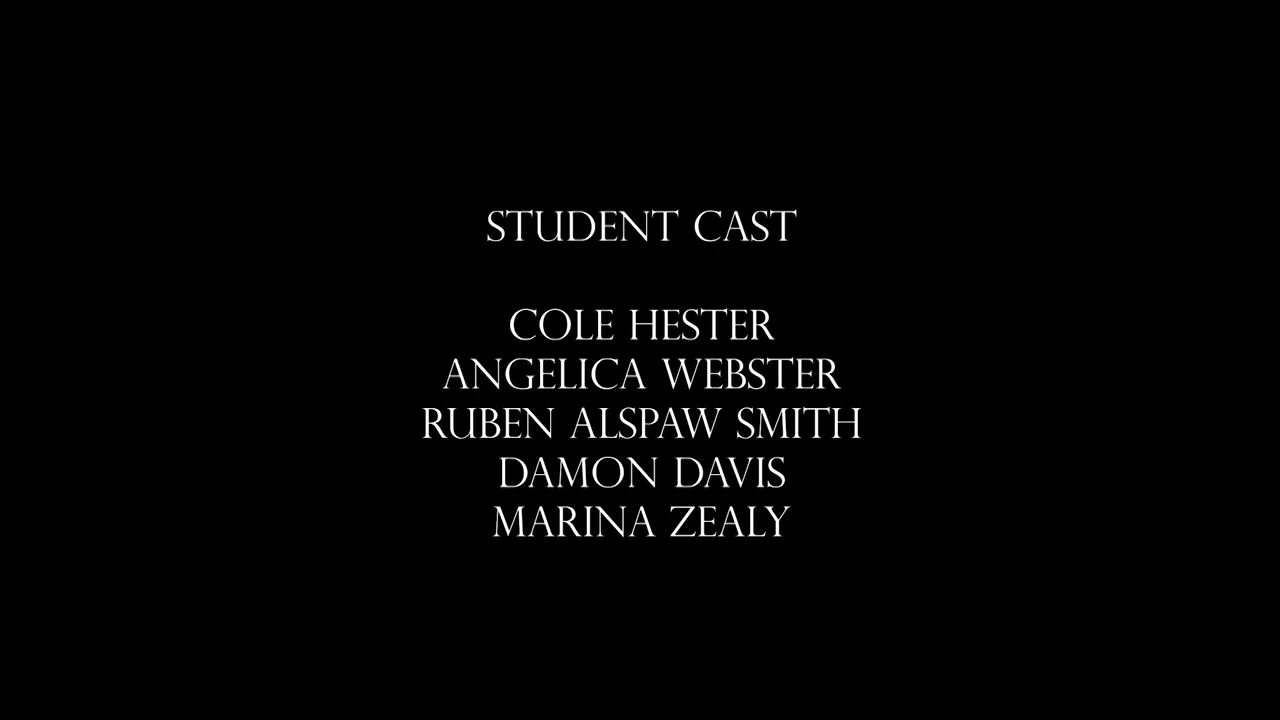 STUDENT CAST
COLE HESTER
ANGELICA WEBSTER
RUBEN ALSPAW SMITH
DAMON DAVIS
MARINA ZEALY